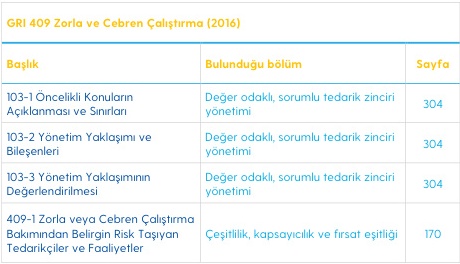 GRI 409 Zorla ve Cebren Çalıştırma (2016)
Başlık
Bulunduğu bölüm
Sayfa
103-1 Öncelikli Konuların
Açıklanması ve Sınırları
Değer odaklı, sorumlu tedarik zinciri
yönetimi
304
103-2 Yönetim Yaklaşımı ve
Bileşenleri
Değer odaklı, sorumlu tedarik zinciri
yönetimi
304
103-3 Yönetim Yaklaşımının
Değerlendirilmesi
Değer odaklı, sorumlu tedarik zinciri
yönetimi
304
409-1 Zorla veya Cebren Çalıştırma
Bakımından Belirgin Risk Taşıyan
Tedarikçiler ve Faaliyetler
Çeşitlilik, kapsayıcılık ve fırsat eşitliği
170